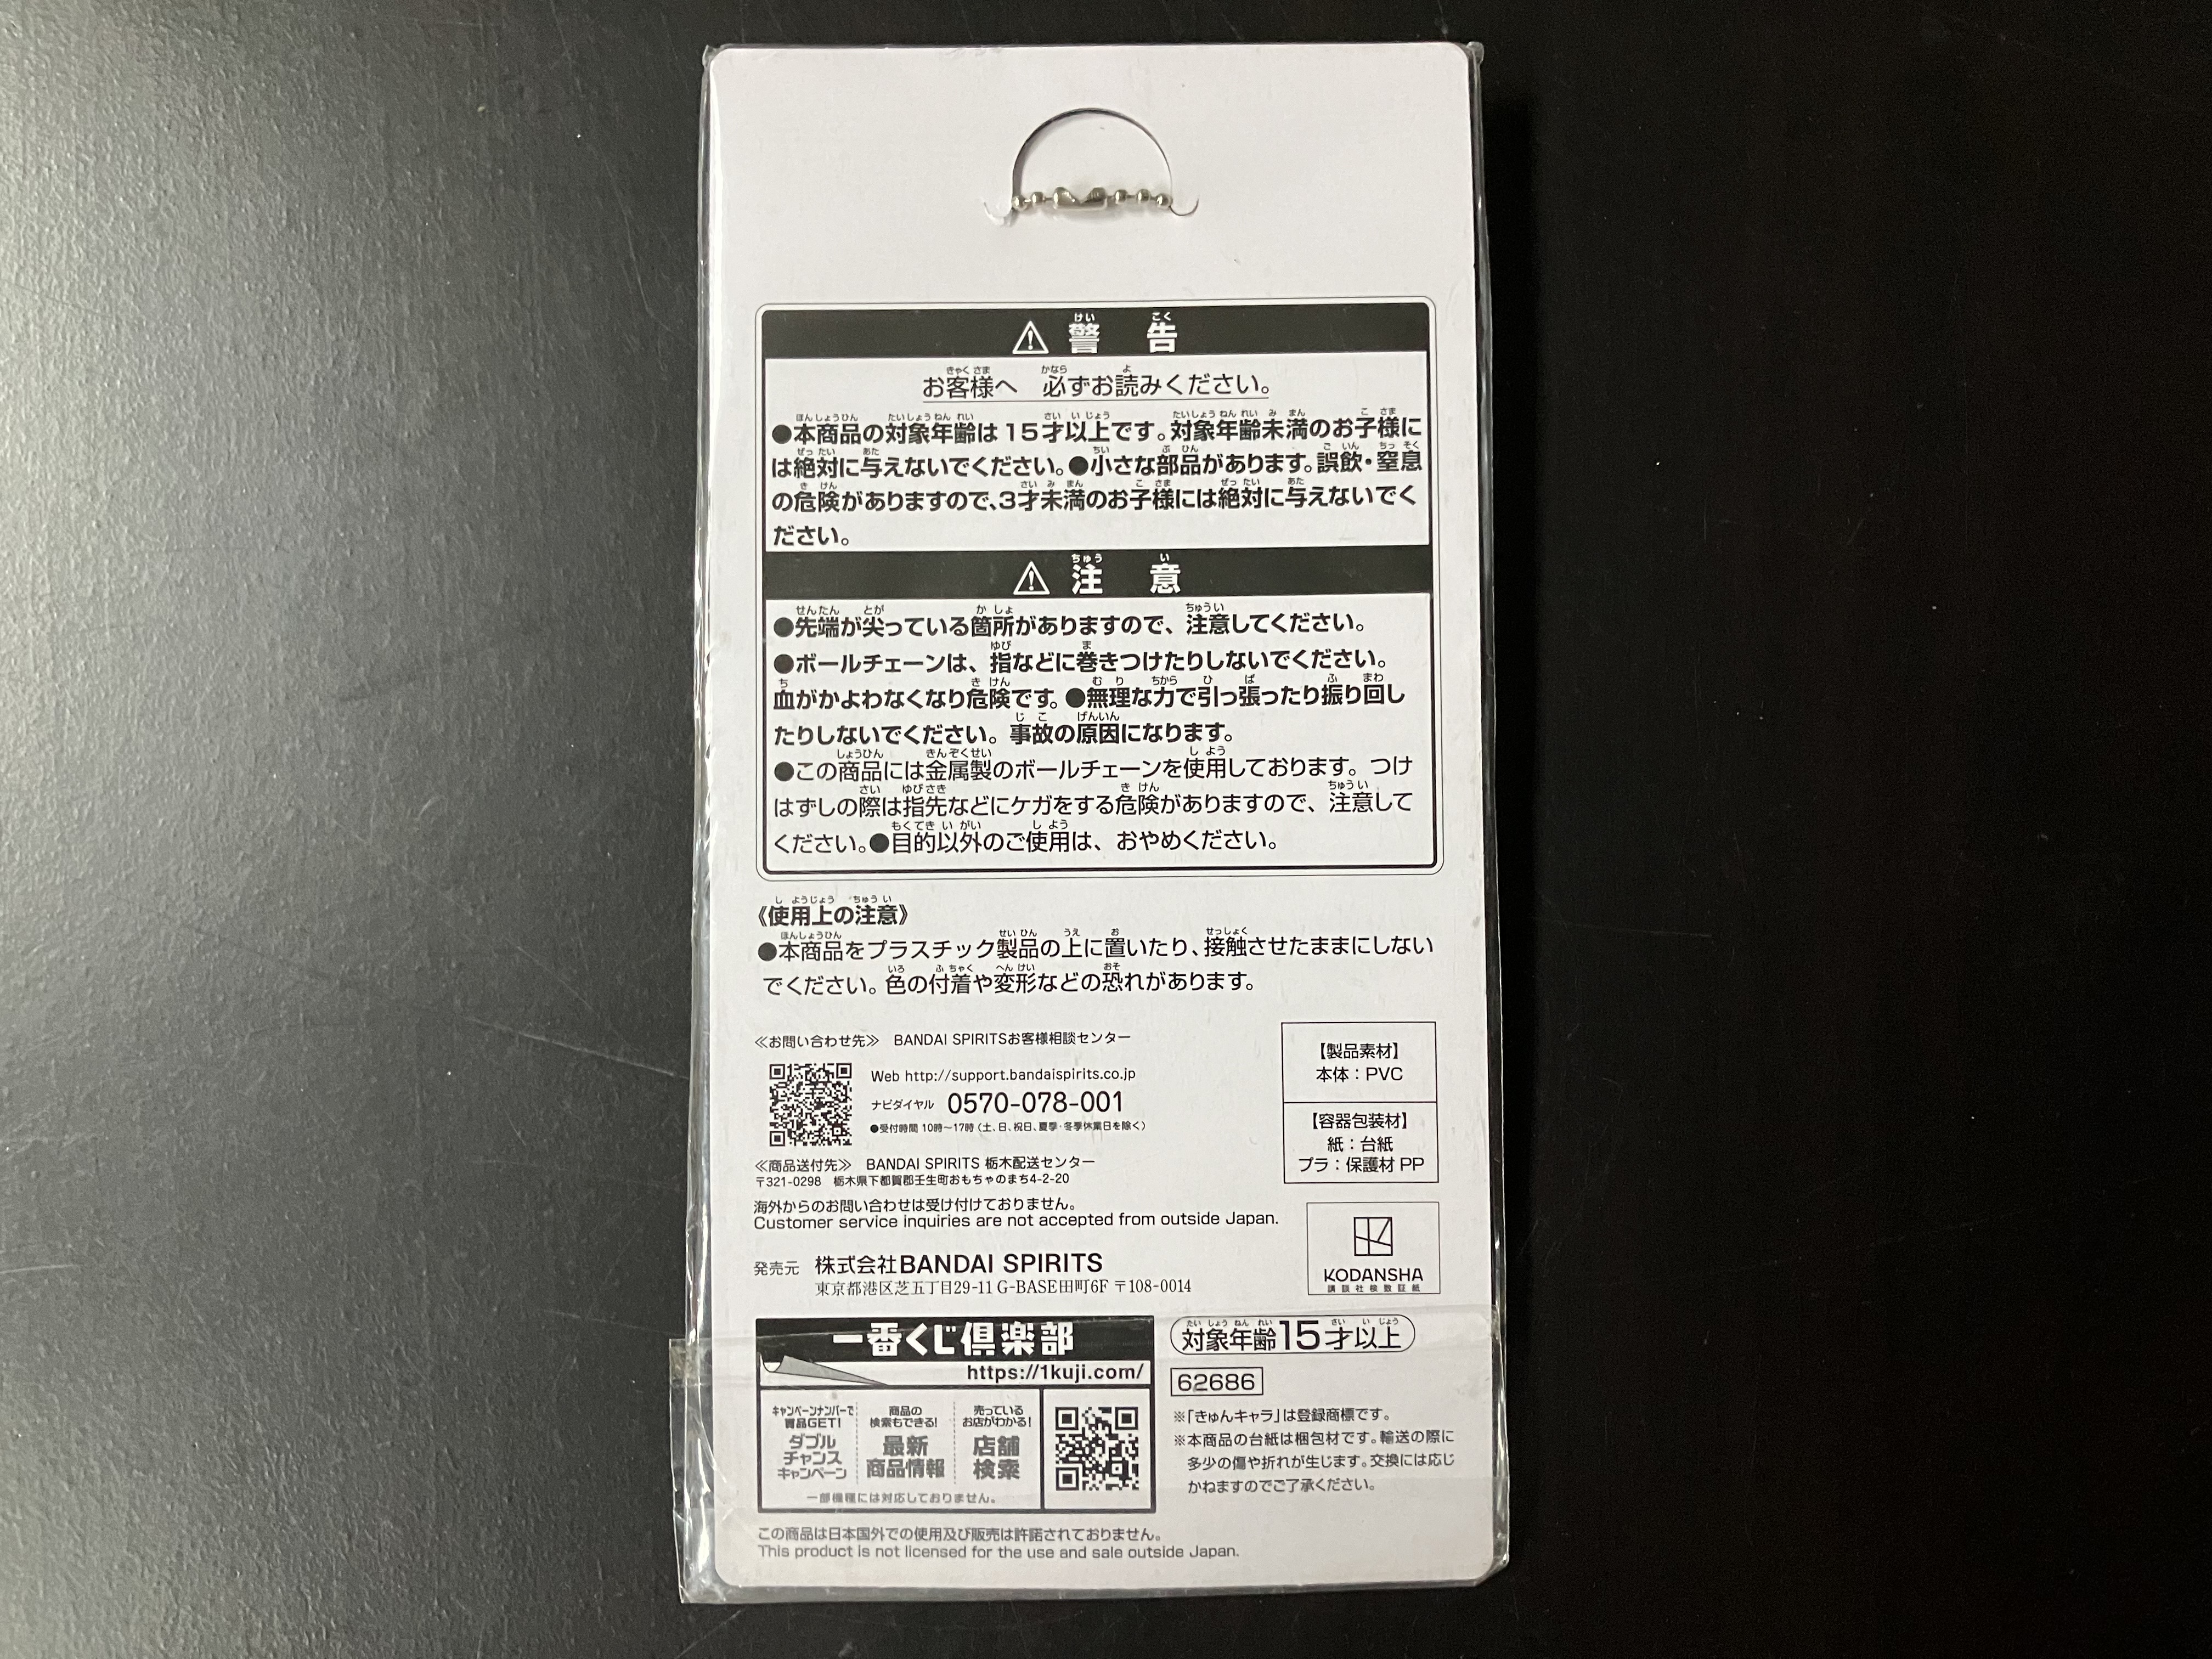 警告
お客様へ 必ずお読みください。
●本商品の対象年齢は15才以上です。対象年齢未満のお子様に
は絶対に与えないでください。●小さな部品があります。誤飲・窒息
の危険がありますので、3才未満のお子様には絶対に与えないでく
ださい。
注意
●先端が尖っている箇所がありますので、注意してください。
●ボールチェーンは、指などに巻きつけたりしないでください。
血がかよわなくなり危険です。●無理な力で引っ張ったり振り回し
たりしないでください。事故の原因になります。
●この商品には金属製のボールチェーンを使用しております。つけ
はずしの際は指先などにケガをする危険がありますので、注意して
ください。●目的以外のご使用は、おやめください。
《使用上の注意》
●本商品をプラスチック製品の上に置いたり、接触させたままにしない
でください。色の付着や変形などの恐れがあります。
≪お問い合わせ先≫ BANDAI SPIRITSお客様相談センター
Web http://support.bandaispirits.co.jp
ナビダイヤル 0570-078-001
●受付時間 10時〜17時(土、日、祝日、夏季・冬季休業日を除く)
≪商品送付先≫ BANDAI SPIRITS 栃木配送センター
〒321-0298 栃木県下都賀郡壬生町おもちゃのまち4-2-20
海外からのお問い合わせは受け付けておりません。
Customer service inquiries are not accepted from outside Japan.
【製品素材】
本体：PVC
【容器包装材】
紙：台紙
プラ：保護材 PP
KODANSHA
講談社検数証紙
発売元 株式会社BANDAI SPIRITS
東京都港区芝五丁目29-11 G-BASE田町6F 〒108-0014
一番くじ倶楽部
https://1kuji.com/
キャンペーンナンバーで
賞品GET!
ダブル
チャンス
キャンペーン
商品の
検索もできる!
最新
商品情報
売っている
お店がわかる!
店舗
検索
一部機種には対応しておりません。
対象年齢15才以上
62686
※「きゅんキャラ」は登録商標です。
※本商品の台紙は梱包材です。輸送の際に
多少の傷や折れが生じます。交換には応じ
かねますのでご了承ください。
この商品は日本国外での使用及び販売は許諾されておりません。
This product is not licensed for the use and sale outside Japan.